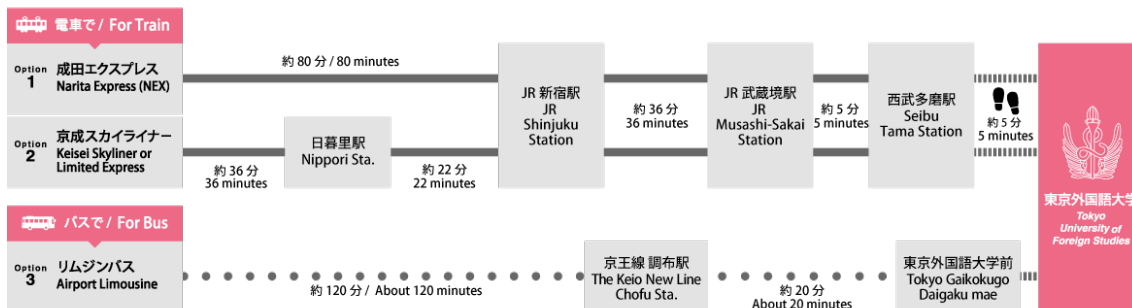 電車で / For Train
Option 1
成田エクスプレス
Narita Express (NEX)
約 80 分 / 80 minutes
Option 2
京成スカイライナー
Keisei Skyliner or
Limited Express
約 36 分
36 minutes
日暮里駅
Nippori Sta.
約 22 分
22 minutes
JR 新宿駅
JR
Shinjuku
Station
約 36 分
36 minutes
JR 武蔵境駅
JR
Musashi-Sakai
Station
約 5 分
5 minutes
西武多磨駅
Seibu
Tama Station
約 5 分
5 minutes
東京外国語大学
Tokyo
University of
Foreign Studies
バスで / For Bus
Option 3
リムジンバス
Airport Limousine
約 120 分 / About 120 minutes
京王線 調布駅
The Keio New Line
Chofu Sta.
約 20 分
About 20 minutes
東京外国語大学前
Tokyo Gaikokugo
Daigaku mae